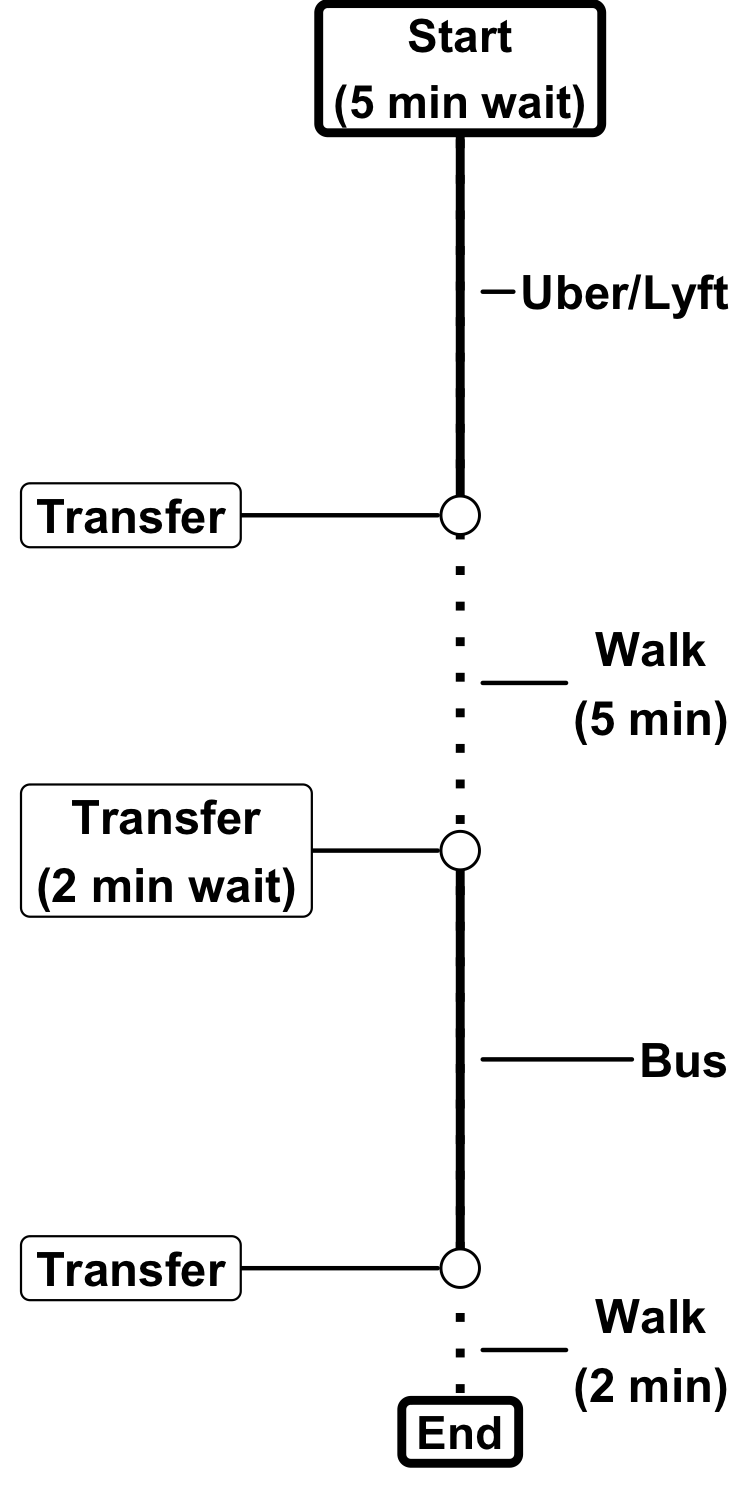 Start
(5 min wait)
Uber/Lyft
Transfer
Walk
(5 min)
Transfer
(2 min wait)
Bus
Transfer
Walk
(2 min)
End